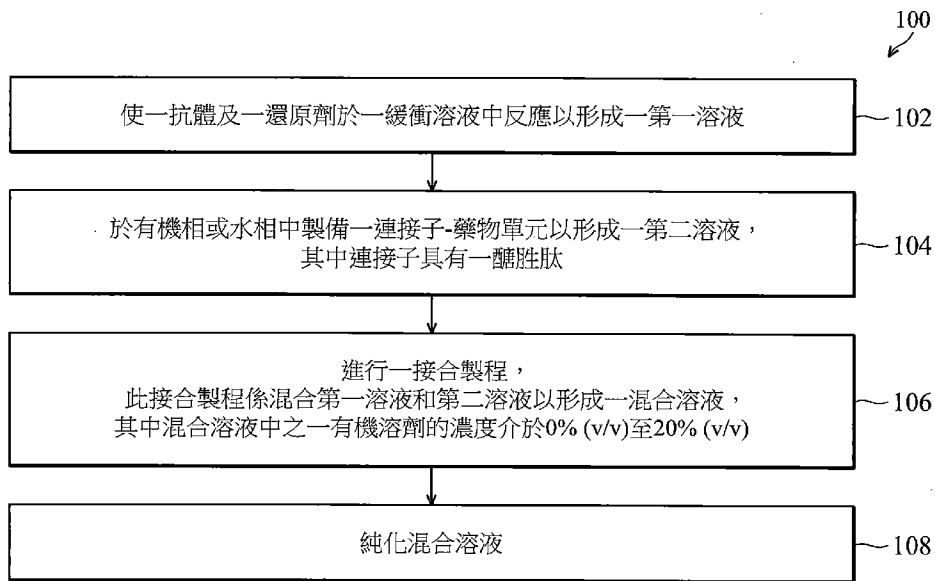 100
使一抗體及一還原劑於一緩衝溶液中反應以形成一第一溶液
102
於有機相或水相中製備一連接子-藥物單元以形成一第二溶液，
其中連接子具有一醣胜肽
104
進行一接合製程，
此接合製程係混合第一溶液和第二溶液以形成一混合溶液，
其中混合溶液中之一有機溶劑的濃度介於0% (v/v)至20% (v/v)
106
純化混合溶液
108